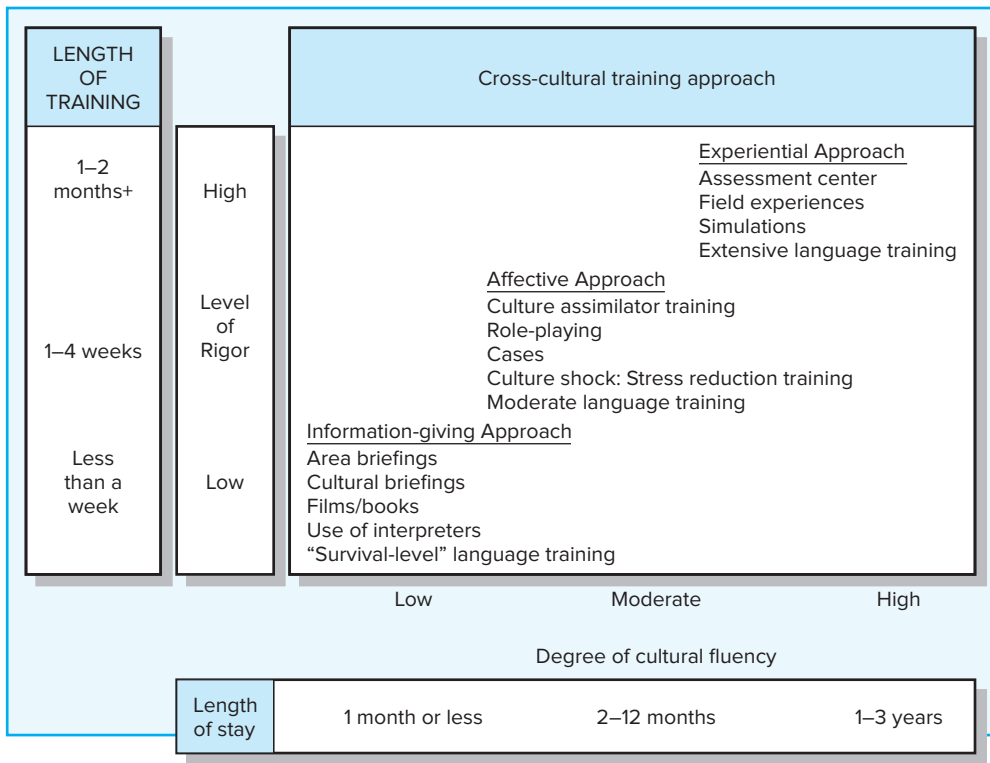 LENGTH
OF
TRAINING
Cross-cultural training approach
1–2
months+
High
Experiential Approach
Assessment center
Field experiences
Simulations
Extensive language training
1–4 weeks
Level
of
Rigor
Affective Approach
Culture assimilator training
Role-playing
Cases
Culture shock: Stress reduction training
Moderate language training
Less
than a
week
Low
Information-giving Approach
Area briefings
Cultural briefings
Films/books
Use of interpreters
“Survival-level” language training
Low
Moderate
High
Degree of cultural fluency
Length
of stay
1 month or less
2–12 months
1–3 years